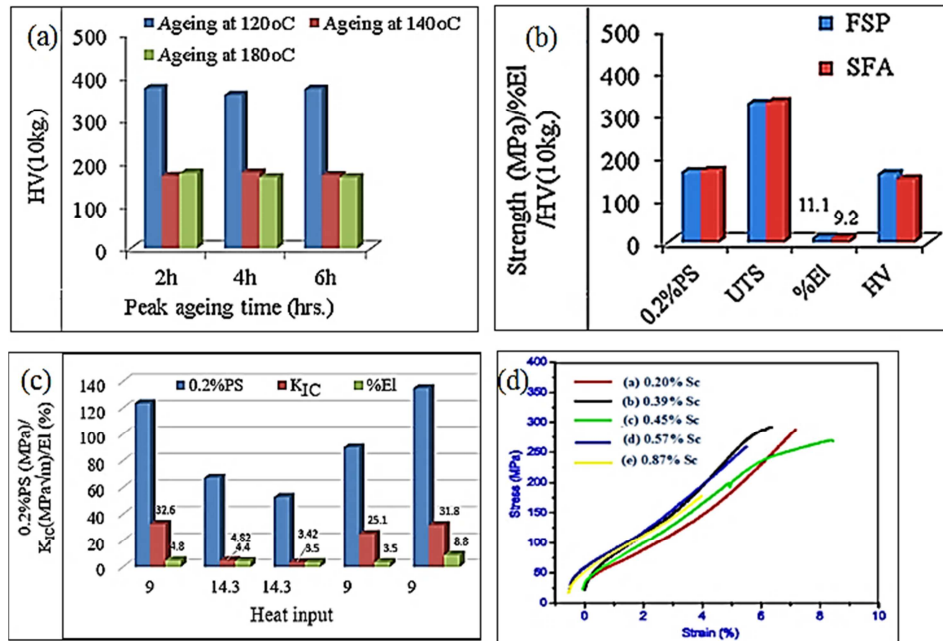 (a)
Ageing at 120oC Ageing at 140oC
Ageing at 180oC
HV(10kg.)
500
400
300
200
100
0
2h 4h 6h
Peak ageing time (hrs.)
(b)
FSP
SFA
Strength (MPa)/%El
/HV(10kg.)
500
400
300
200
100
0
11.1
9.2
0.2%PS UTS %El HV
(c)
0.2%PS KIC %El
0.2%PS (MPa)/
KIC(MPa√m)/El (%)
140
120
100
80
60
40
20
0
32.6
4.8
4.82
4.4
3.42
3.5
25.1
3.5
31.8
8.8
9 14.3 14.3 9 9
Heat input
(d)
Stress (MPa)
400
350
300
250
200
150
100
50
0
(a) 0.20% Sc
(b) 0.39% Sc
(c) 0.45% Sc
(d) 0.57% Sc
(e) 0.87% Sc
0 2 4 6 8 10
Strain (%)